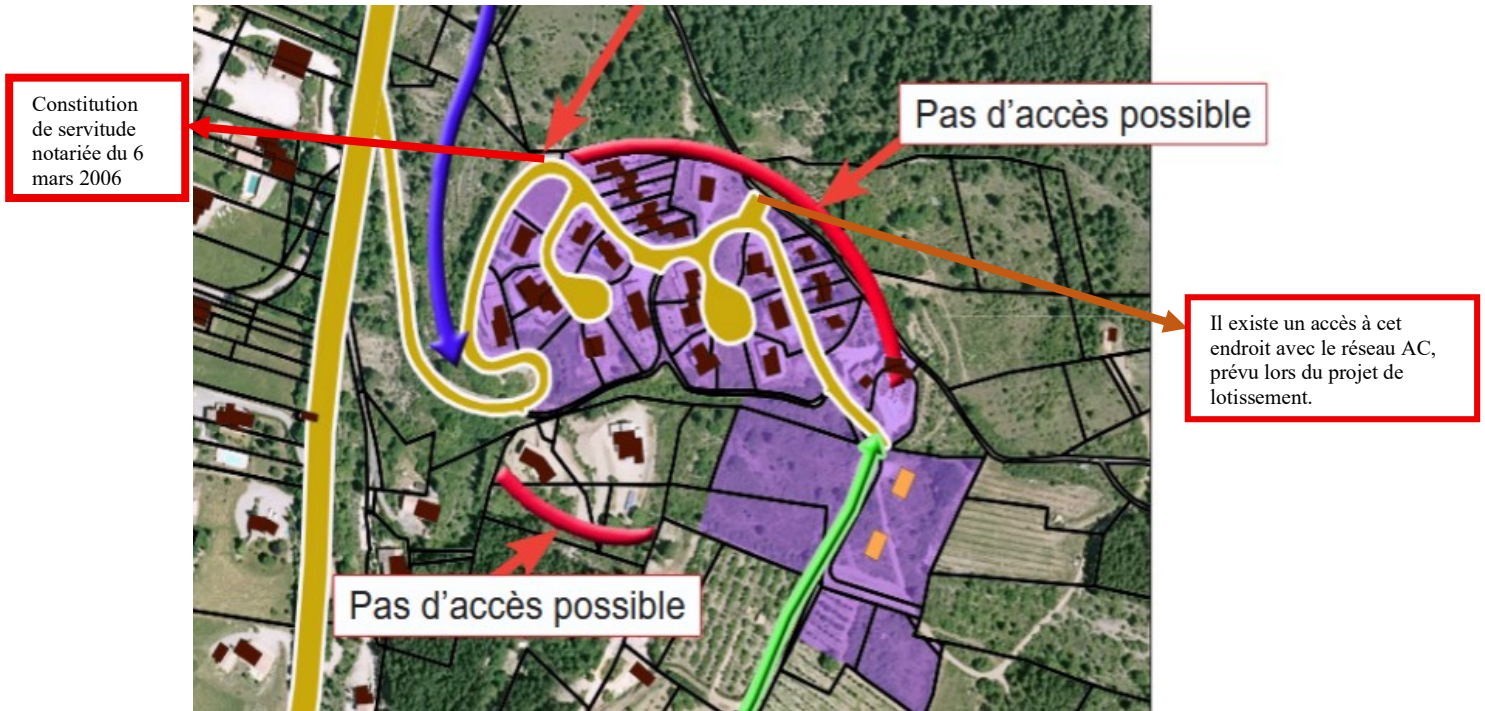 Constitution
de servitude
notariée du 6
mars 2006
Pas d'accès possible
Il existe un accès à cet
endroit avec le réseau AC,
prévu lors du projet de
lotissement.
Pas d'accès possible